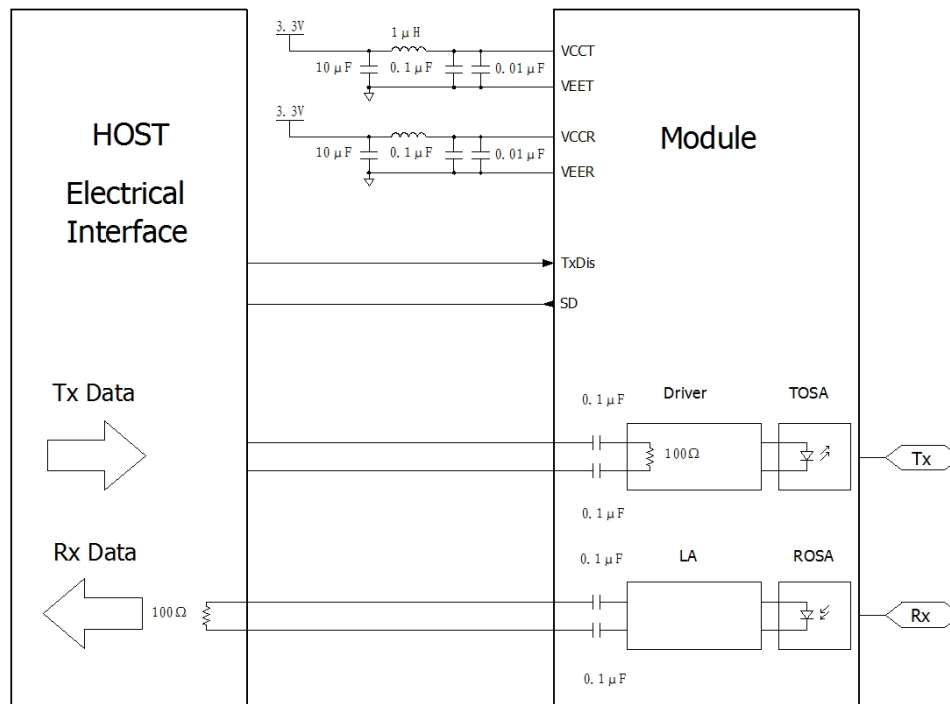 3. 3V
1μH
VCCT
10μF
0. 1μF
0. 01μF
VEET
3. 3V
HOST
Module
VCCR
10μF
0. 1μF
0. 01μF
VEER
Electrical
Interface
TxDis
SD
Tx Data
0. 1μF
Driver
TOSA
100Ω
Tx
0. 1μF
Rx Data
0. 1μF
LA
ROSA
100Ω
Rx
0. 1μF